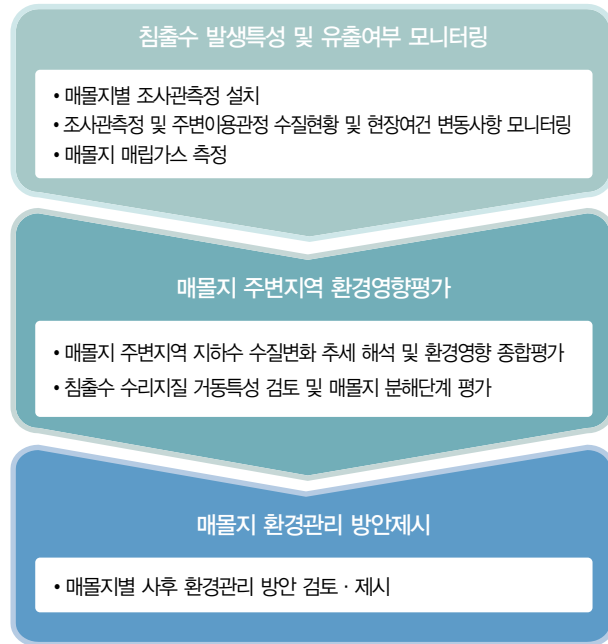 침출수 발생특성 및 유출여부 모니터링
• 매몰지별 조사관측정 설치
• 조사관측정 및 주변이용관정 수질현황 및 현장여건 변동사항 모니터링
• 매몰지 매립가스 측정
매몰지 주변지역 환경영향평가
• 매몰지 주변지역 지하수 수질변화 추세 해석 및 환경영향 종합평가
• 침출수 수리지질 거동특성 검토 및 매몰지 분해단계 평가
매몰지 환경관리 방안제시
• 매몰지별 사후 환경관리 방안 검토 · 제시